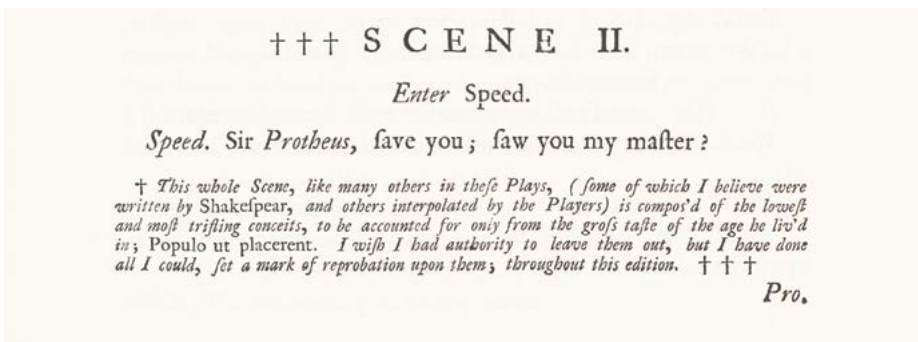 ††† SCENE II.
Enter Speed.
Speed. Sir Protheus, ſave you; ſaw you my maſter?
† This whole Scene, like many others in theſe Plays, (ſome of which I believe were
written by Shakeſpear, and others interpolated by the Players) is compos'd of the loweſt
and moſt trifling conceits, to be accounted for only from the groſs taſte of the age he liv'd
in; Populo ut placerent. I wiſh I had authority to leave them out, but I have done
all I could, ſet a mark of reprobation upon them; throughout this edition. †††
Pro.